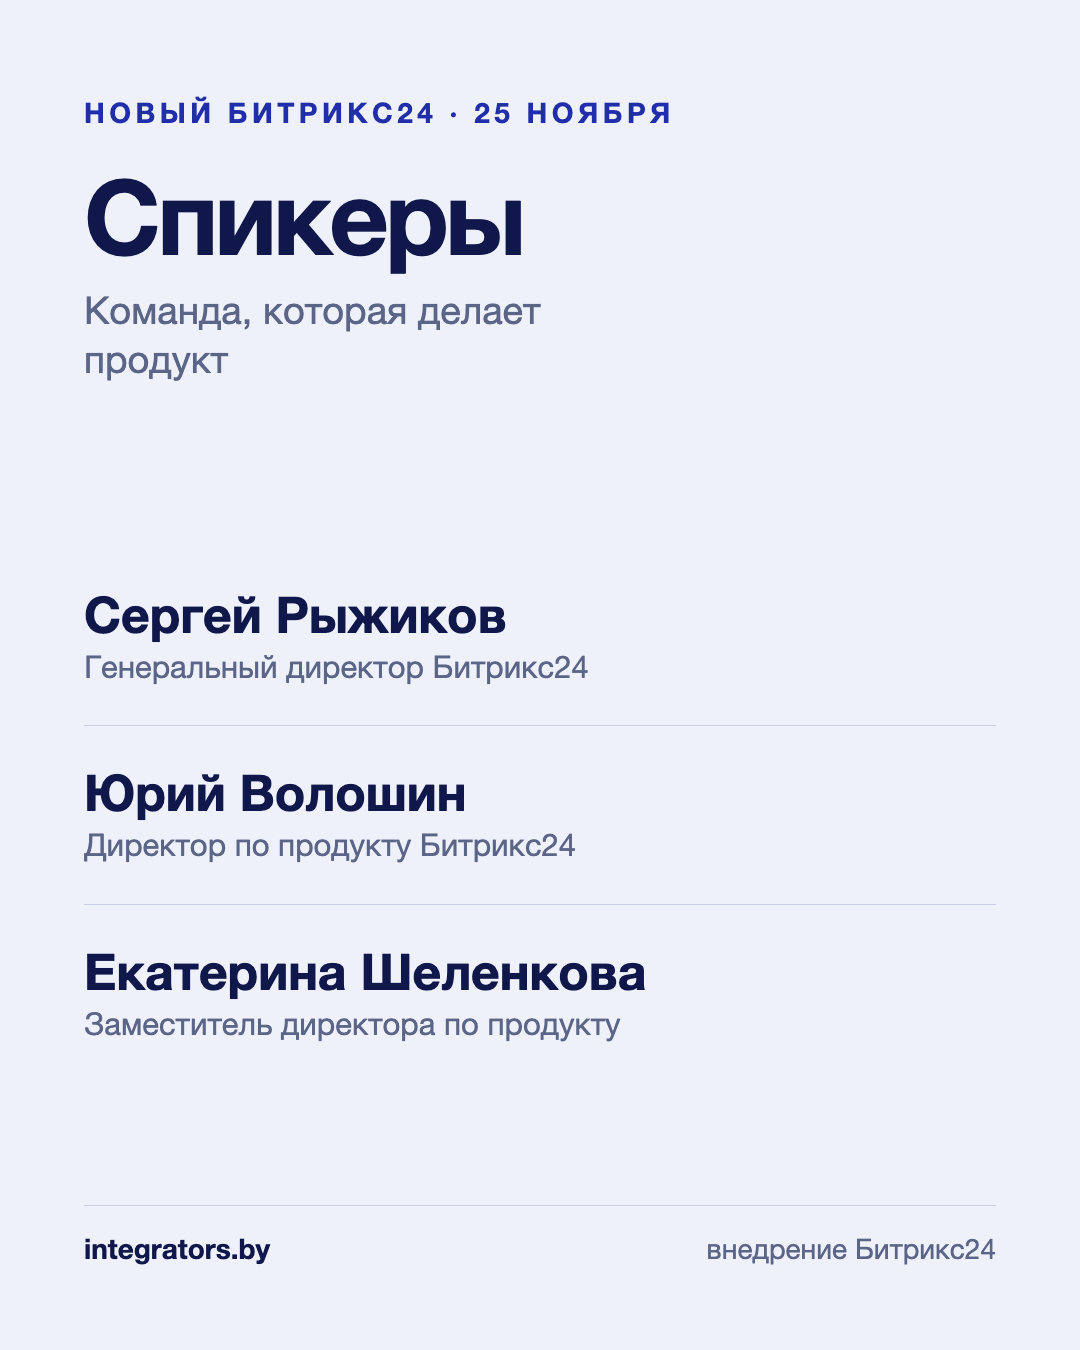 НОВЫЙ БИТРИКС24 · 25 НОЯБРЯ
Спикеры
Команда, которая делает
продукт
Сергей Рыжиков
Генеральный директор Битрикс24
Юрий Волошин
Директор по продукту Битрикс24
Екатерина Шеленкова
Заместитель директора по продукту
integrators.by
внедрение Битрикс24